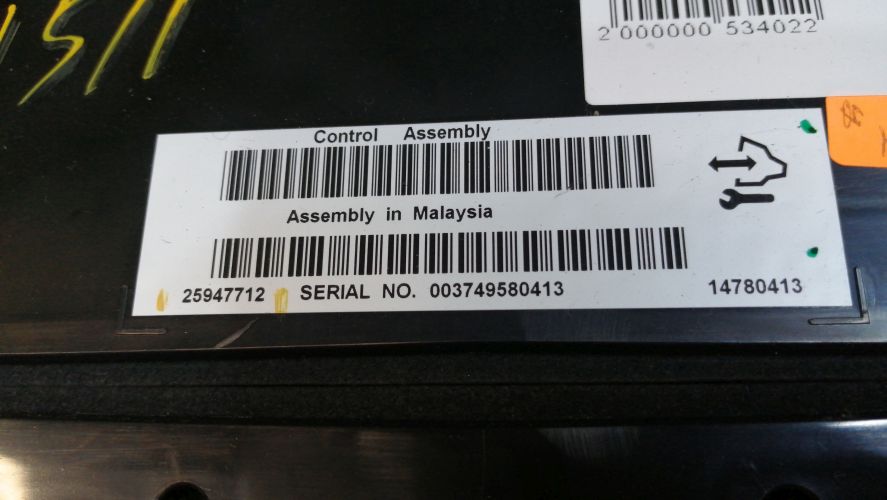 2 000000 534022
Control Assembly
Assembly in Malaysia
25947712 SERIAL NO. 003749580413 14780413